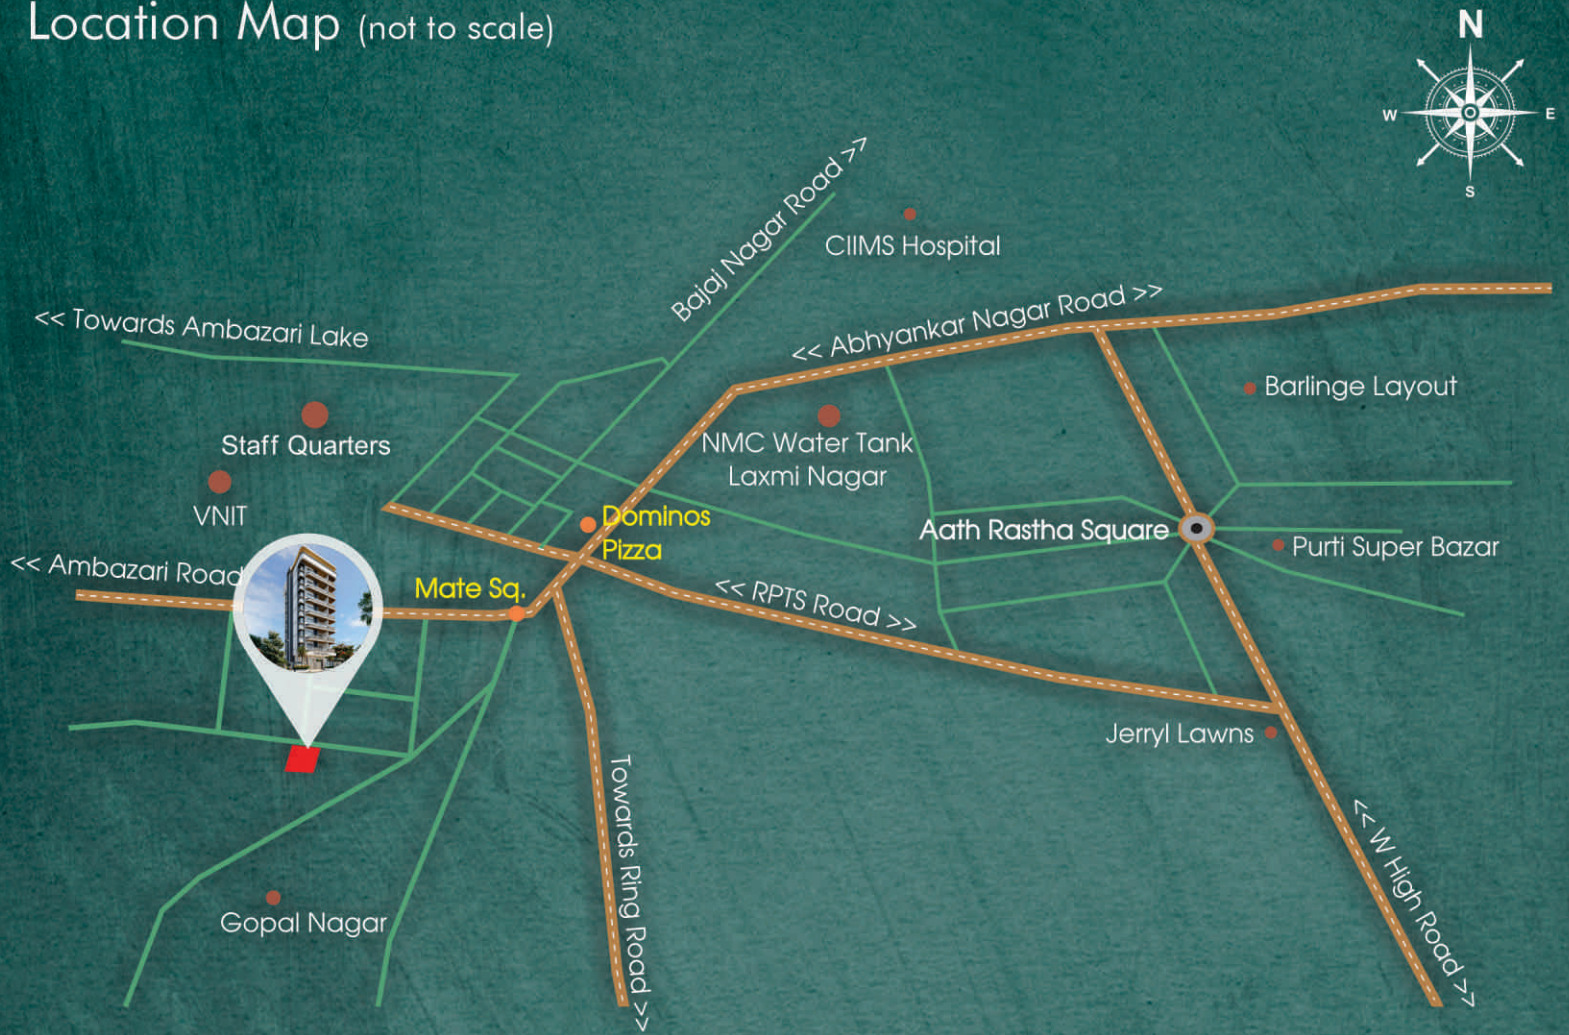 Location Map (not to scale)
N
W
E
S
Bajaj Nagar Road >>
CIIMS Hospital
<< Abhyankar Nagar Road >>
<< Towards Ambazari Lake
Barlinge Layout
Staff Quarters
NMC Water Tank
Laxmi Nagar
VNIT
Dominos
Pizza
Aath Rastha Square
Purti Super Bazar
<< Ambazari Road
Mate Sq.
<< RPTS Road >>
Jerryl Lawns
Towards Ring Road >>
<< W High Road >>
Gopal Nagar